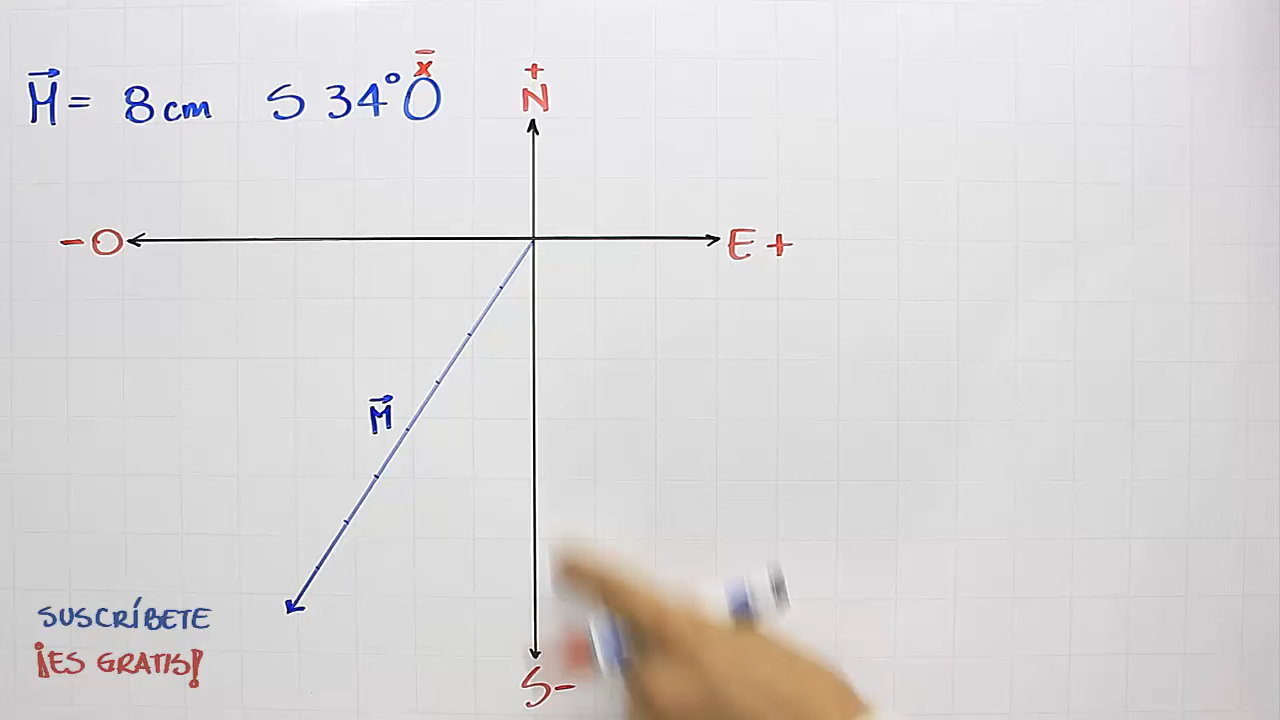 M⃗ = 8 cm S 34° O
x̄
+
N
- O
E +
M⃗
S -
SUSCRÍBETE
¡ES GRATIS!